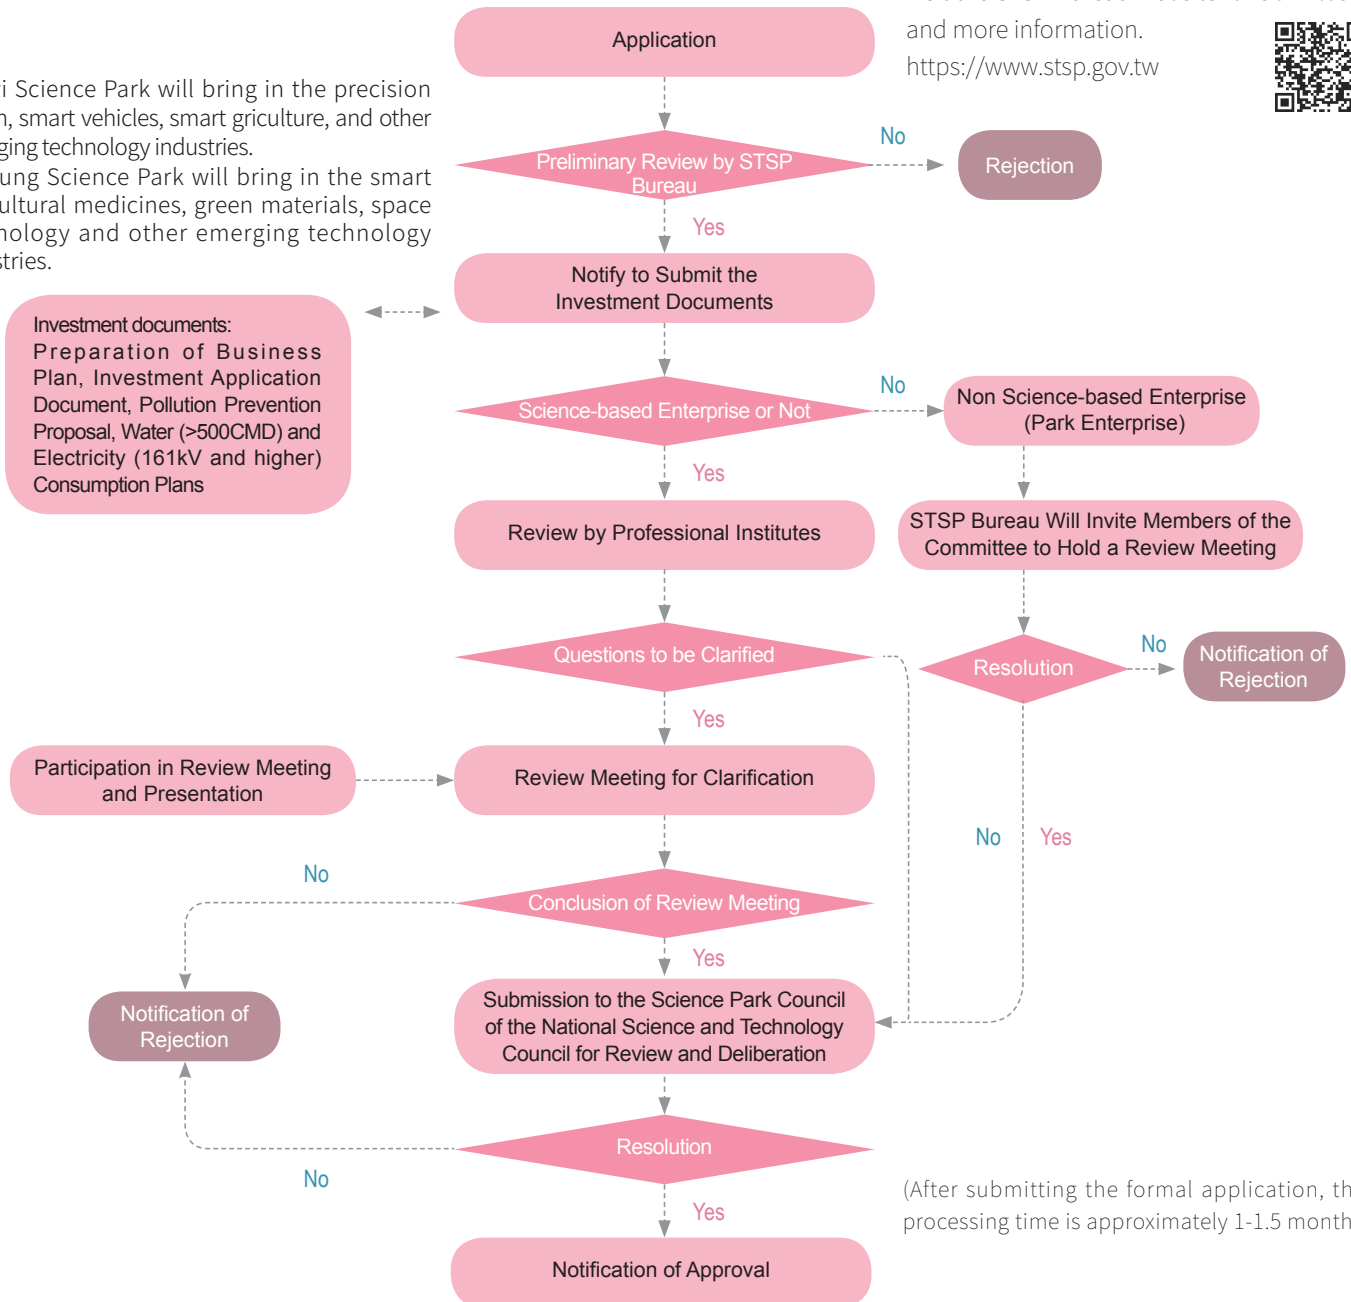 and more information.
https://www.stsp.gov.tw
Science Park will bring in the precision
smart vehicles, smart griculture, and other
technology industries.
Science Park will bring in the smart
medicines, green materials, space
and other emerging technology
Application
Preliminary Review by STSP
Bureau
No
Rejection
Yes
Notify to Submit the
Investment Documents
Investment documents:
Preparation of Business
Plan, Investment Application
Document, Pollution Prevention
Proposal, Water (>500CMD) and
Electricity (161kV and higher)
Consumption Plans
Science-based Enterprise or Not
No
Non Science-based Enterprise
(Park Enterprise)
Yes
Review by Professional Institutes
STSP Bureau Will Invite Members of the
Committee to Hold a Review Meeting
Questions to be Clarified
Resolution
No
Notification of
Rejection
Yes
Participation in Review Meeting
and Presentation
Review Meeting for Clarification
No
Yes
No
Conclusion of Review Meeting
Yes
Notification of
Rejection
Submission to the Science Park Council
of the National Science and Technology
Council for Review and Deliberation
Resolution
No
Yes
(After submitting the formal application,
processing time is approximately 1-1.5
Notification of Approval